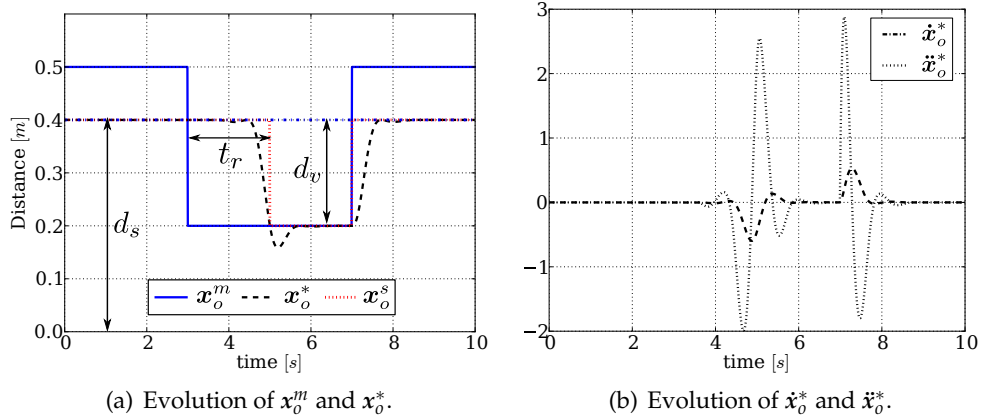 Distance [m]
0.5
0.4
0.3
0.2
0.1
0.0
0 2 4 6 8 10
time [s]
t_r
d_v
d_s
x_o^m x_o^* x_o^s
(a) Evolution of x_o^m and x_o^*.
3
2
1
0
−1
−2
0 2 4 6 8 10
time [s]
ẋ_o^*
ẍ_o^*
(b) Evolution of ẋ_o^* and ẍ_o^*.